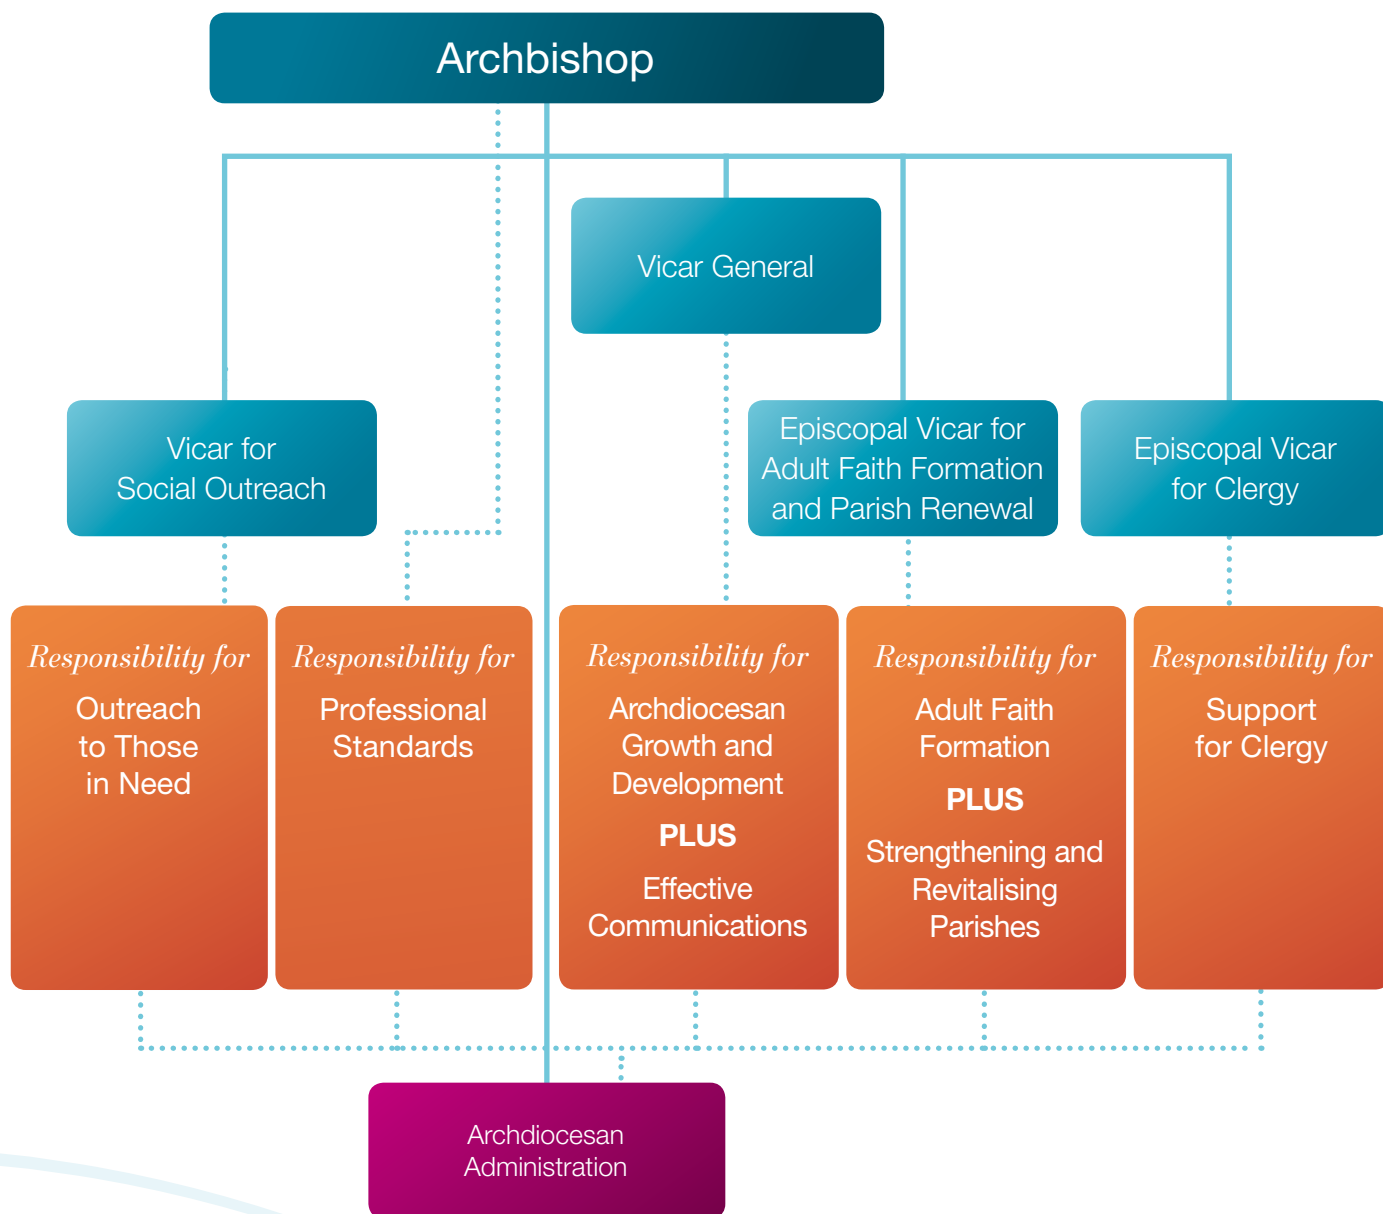 Archbishop
Vicar General
Vicar for
Social Outreach
Episcopal Vicar for
Adult Faith Formation
and Parish Renewal
Episcopal Vicar
for Clergy
Responsibility for
Outreach
to Those
in Need
Responsibility for
Professional
Standards
Responsibility for
Archdiocesan
Growth and
Development
PLUS
Effective
Communications
Responsibility for
Adult Faith
Formation
PLUS
Strengthening and
Revitalising
Parishes
Responsibility for
Support
for Clergy
Archdiocesan
Administration